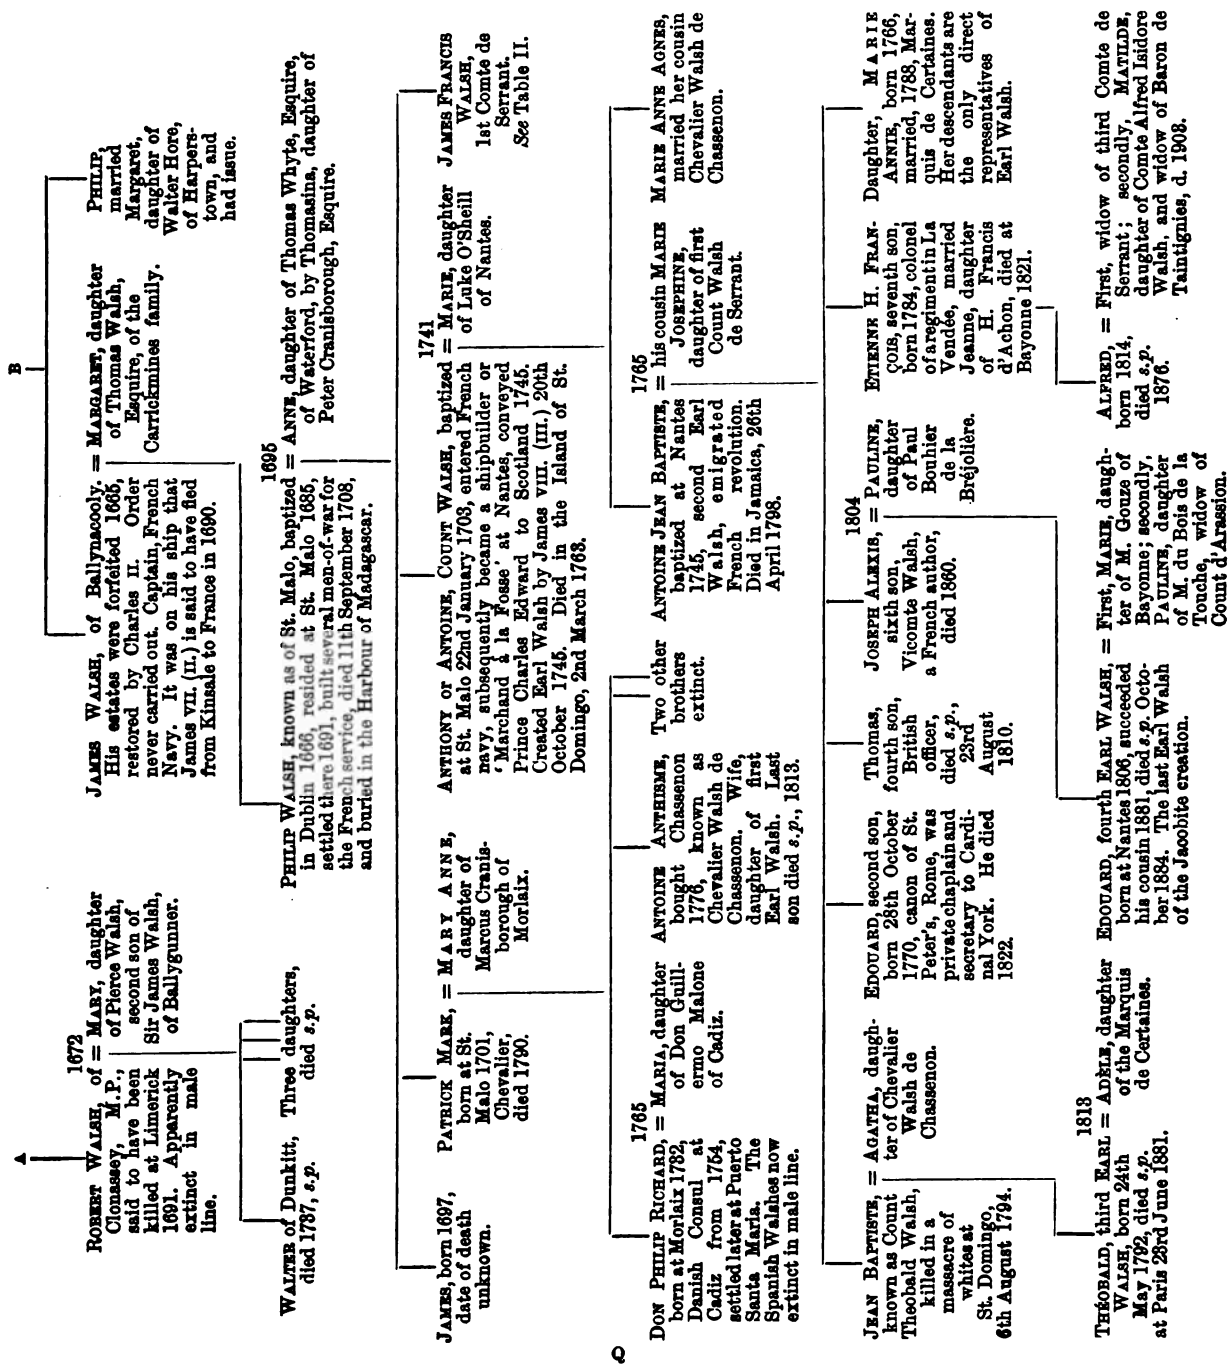 A
B
ROBERT WALSH, of
Clonassey, M.P.,
said to have been
killed at Limerick
1691. Apparently
extinct in male
line.
1672
= MARY, daughter
of Pierce Walsh,
second son of
Sir James Walsh,
of Ballygunner.
JAMES WALSH, of Ballynacooly.
His estates were forfeited 1665,
restored by Charles II. Order
never carried out. Captain, French
Navy. It was on his ship that
James VII. (II.) is said to have fled
from Kinsale to France in 1690.
= MARGARET, daughter
of Thomas Walsh,
Esquire, of the
Carrickmines family.
PHILIP,
married
Margaret,
daughter of
Walter Hore,
of Harpers-
town, and
had issue.
WALTER of Dunkitt,
died 1737, s.p.
Three daughters,
died s.p.
PHILIP WALSH, known as of St. Malo, baptized
in Dublin 1666, resided at St. Malo 1685,
settled there 1691, built several men-of-war for
the French service, died 11th September 1708,
and buried in the Harbour of Madagascar.
1695
= ANNE, daughter of Thomas Whyte, Esquire,
of Waterford, by Thomasina, daughter of
Peter Cranisborough, Esquire.
JAMES, born 1697,
date of death
unknown.
PATRICK MARK,
born at St.
Malo 1701,
Chevalier,
died 1790.
= MARY ANNE,
daughter of
Marcus Cranis-
borough of
Morlaix.
ANTHONY or ANTOINE, COUNT WALSH, baptized
at St. Malo 22nd January 1703, entered French
navy, subsequently became a shipbuilder or
'Marchand à la Fosse' at Nantes, conveyed
Prince Charles Edward to Scotland 1745.
Created Earl Walsh by James VIII. (III.) 20th
October 1745. Died in the Island of St.
Domingo, 2nd March 1763.
1741
= MARIE, daughter
of Luke O'Sheill
of Nantes.
JAMES FRANCIS
WALSH,
1st Comte de
Serrant.
See Table II.
DON PHILIP RICHARD,
born at Morlaix 1732,
Danish Consul at
Cadiz from 1754,
settled later at Puerto
Santa Maria. The
Spanish Walshes now
extinct in male line.
1765
= MARIA, daughter
of Don Guill-
ermo Malone
of Cadiz.
ANTOINE ANTHISME,
bought Chassenon
1776, known as
Chevalier Walsh de
Chassenon. Wife,
daughter of first
Earl Walsh. Last
son died s.p., 1813.
Two other
brothers
extinct.
ANTOINE JEAN BAPTISTE,
baptized at Nantes
1745, second Earl
Walsh, emigrated
French revolution.
Died in Jamaica, 26th
April 1798.
1765
= his cousin MARIE
JOSEPHINE,
daughter of first
Count Walsh
de Serrant.
MARIE ANNE AGNES,
married her cousin
Chevalier Walsh de
Chassenon.
JEAN BAPTISTE,
known as Count
Theobald Walsh,
killed in a
massacre of
whites at
St. Domingo,
6th August 1794.
= AGATHA, daugh-
ter of Chevalier
Walsh de
Chassenon.
EDOUARD, second son,
born 28th October
1770, canon of St.
Peter's, Rome, was
private chaplain and
secretary to Cardi-
nal York. He died
1822.
Thomas,
fourth son,
British
officer,
died s.p.,
23rd
August
1810.
JOSEPH ALEXIS,
sixth son.
Vicomte Walsh,
a French author,
died 1860.
1804
= PAULINE,
daughter
of Paul
Bouhier
de la
Bréjolière.
ETIENNE H. FRAN-
ÇOIS, seventh son,
born 1784, colonel
of a regiment in La
Vendée, married
Jeanne, daughter
of H. Francis
d'Achon, died at
Bayonne 1821.
Daughter, MARIE
ANNIE, born 1766,
married, 1788, Mar-
quis de Certaines.
Her descendants are
the only direct
representatives of
Earl Walsh.
THÉOBALD, third EARL
WALSH, born 24th
May 1792, died s.p.
at Paris 23rd June 1881.
1813
= ADÈLE, daughter
of the Marquis
de Certaines.
EDOUARD, fourth EARL WALSH,
born at Nantes 1806, succeeded
his cousin 1881, died s.p. Octo-
ber 1884. The last Earl Walsh
of the Jacobite creation.
= First, MARIE, daugh-
ter of M. Gouze of
Bayonne; secondly,
PAULINE, daughter
of M. du Bois de la
Touche, widow of
Count d'Arassion.
ALFRED,
born 1814,
died s.p.
1876.
= First, widow of third Comte de
Serrant; secondly, MATILDE,
daughter of Comte Alfred Isidore
Walsh, and widow of Baron de
Taintignies, d. 1903.
Q